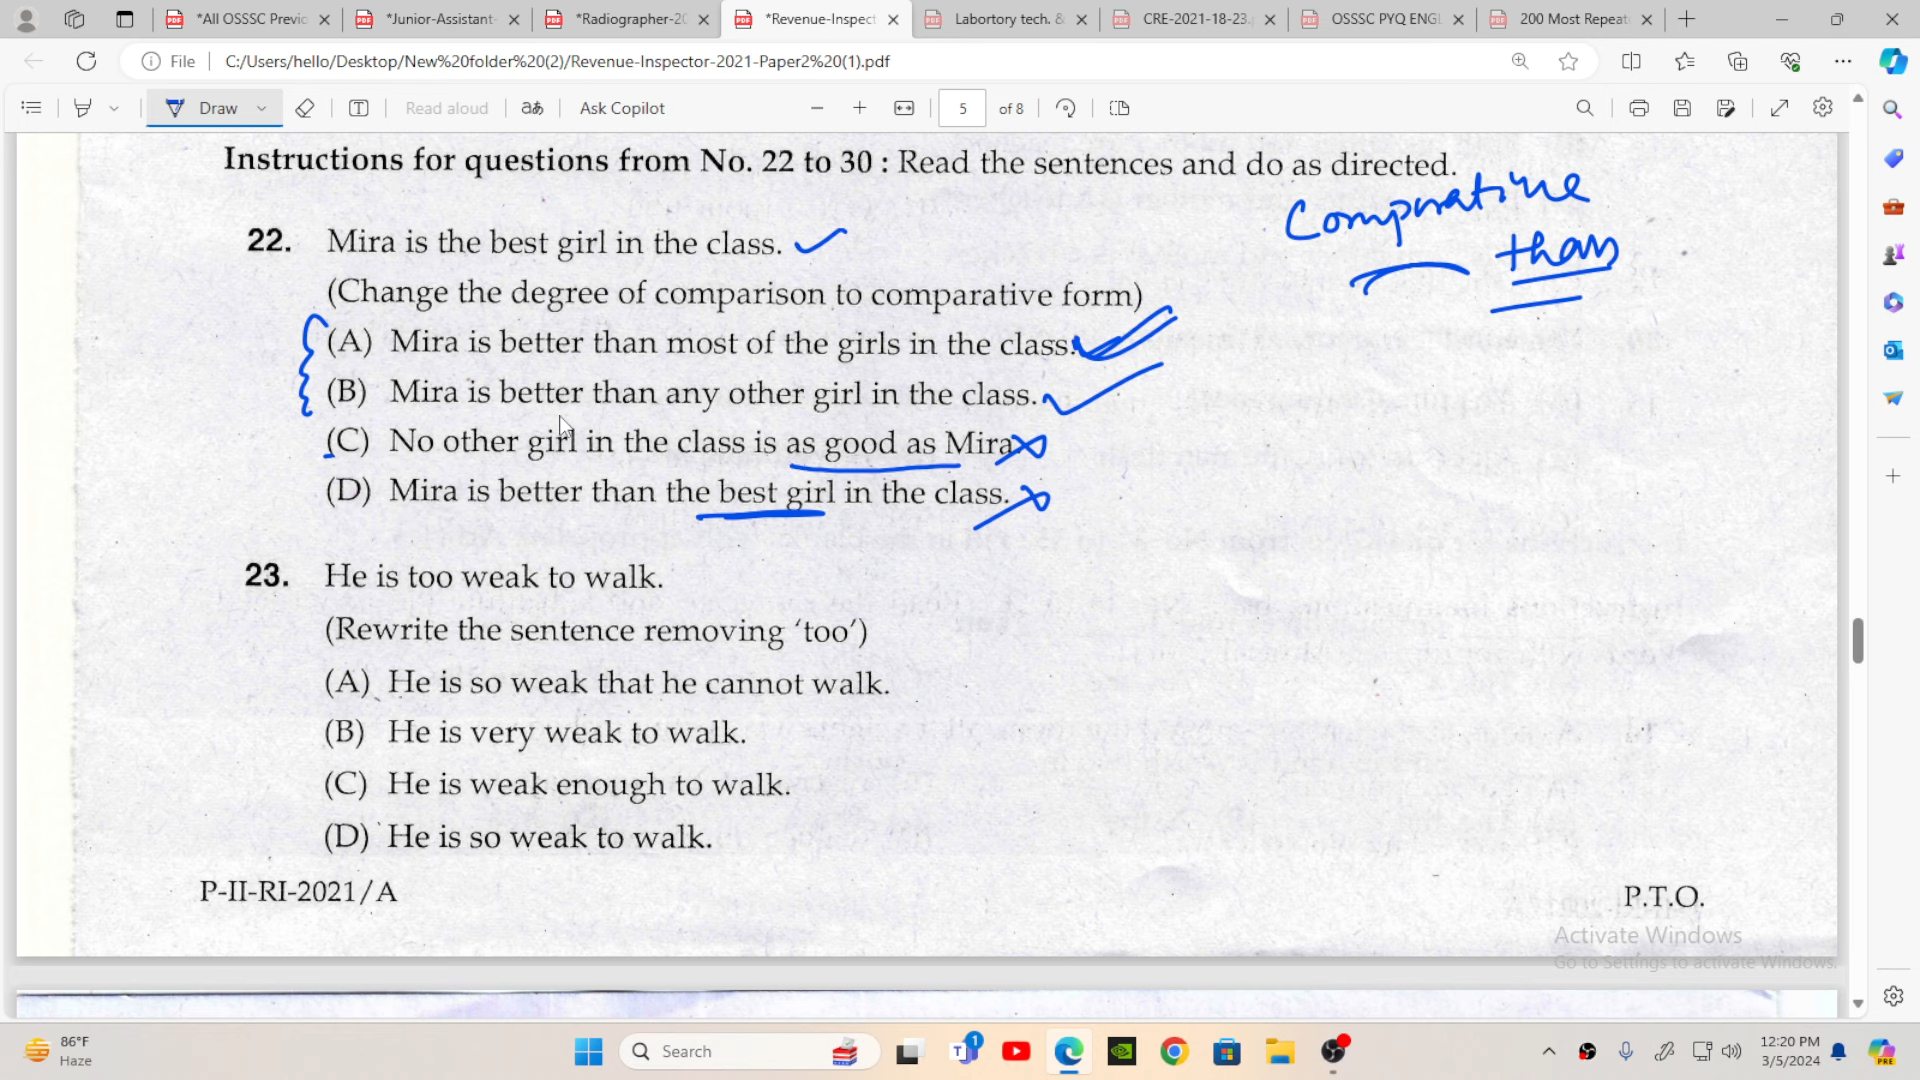 *All OSSSC Previo
*Junior-Assistant-
*Radiographer-20
*Revenue-Inspect
Labortory tech. &
CRE-2021-18-23.
OSSSC PYQ ENGL
200 Most Repeat
File
C:/Users/hello/Desktop/New%20folder%20(2)/Revenue-Inspector-2021-Paper2%20(1).pdf
Draw
Read aloud
Ask Copilot
5 of 8
Instructions for questions from No. 22 to 30 : Read the sentences and do as directed.
Comparative
than
22. Mira is the best girl in the class.
(Change the degree of comparison to comparative form)
(A) Mira is better than most of the girls in the class.
(B) Mira is better than any other girl in the class.
(C) No other girl in the class is as good as Mira
(D) Mira is better than the best girl in the class.
23. He is too weak to walk.
(Rewrite the sentence removing ‘too’)
(A) He is so weak that he cannot walk.
(B) He is very weak to walk.
(C) He is weak enough to walk.
(D) He is so weak to walk.
P-II-RI-2021/A
P.T.O.
Activate Windows
Go to Settings to activate Windows.
86°F
Haze
Search
1
12:20 PM
3/5/2024
PRE